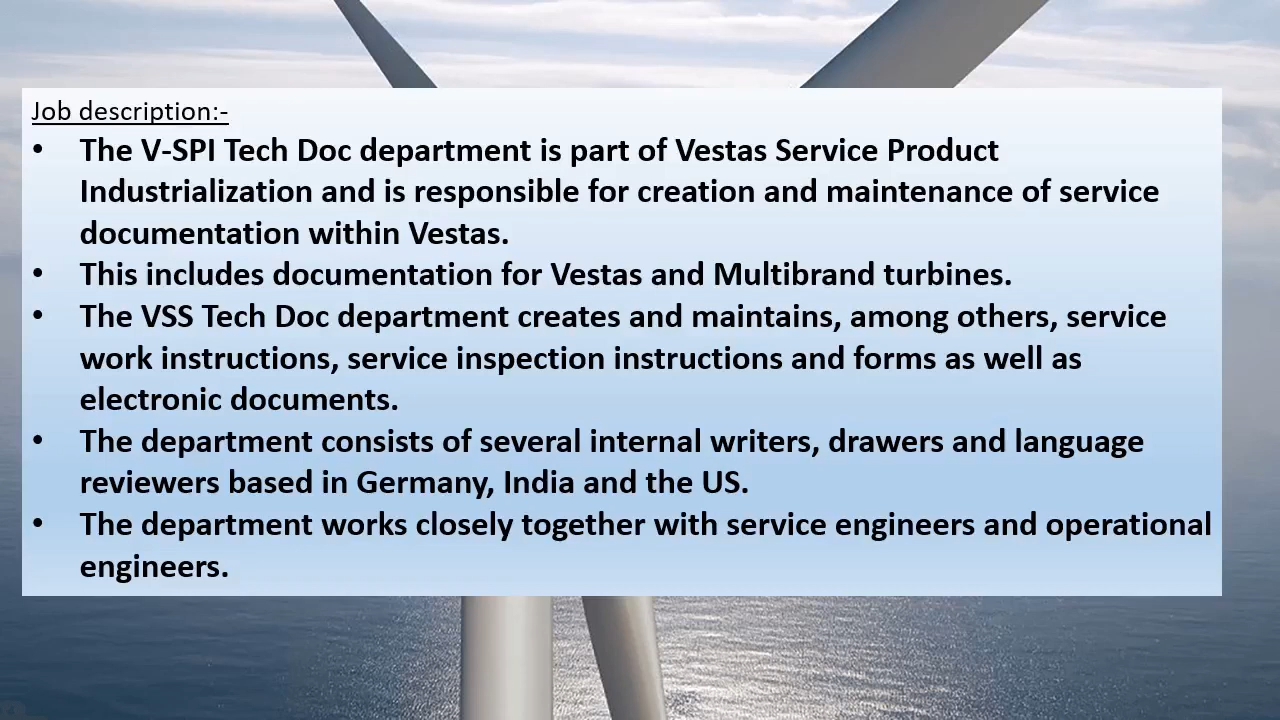 Job description:-
• The V-SPI Tech Doc department is part of Vestas Service Product
Industrialization and is responsible for creation and maintenance of service
documentation within Vestas.
• This includes documentation for Vestas and Multibrand turbines.
• The VSS Tech Doc department creates and maintains, among others, service
work instructions, service inspection instructions and forms as well as
electronic documents.
• The department consists of several internal writers, drawers and language
reviewers based in Germany, India and the US.
• The department works closely together with service engineers and operational
engineers.